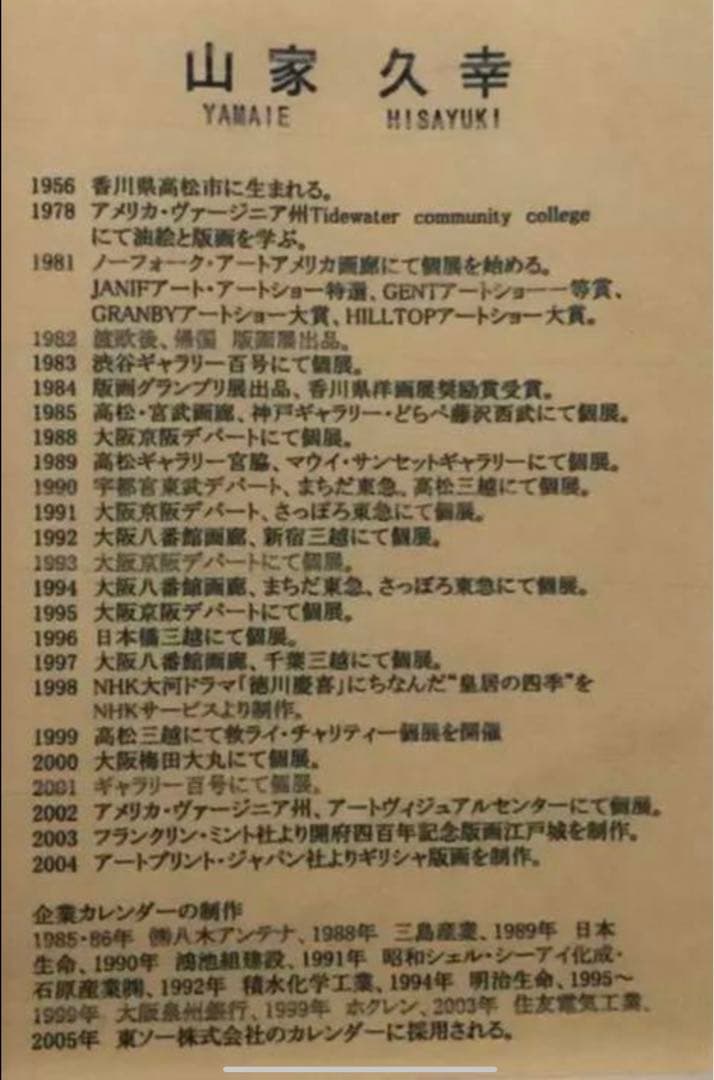 山家 久幸
YAMAIE HISAYUKI
1956 香川県高松市に生まれる。
1978 アメリカ・ヴァージニア州Tidewater community college
にて油絵と版画を学ぶ。
1981 ノーフォーク・アートアメリカ画廊にて個展を始める。
JANIFアート・アートショー特選、GENTアートショー一等賞、
GRANBYアートショー大賞、HILLTOPアートショー大賞。
1982 渡欧後、帰国 版画展出品。
1983 渋谷ギャラリー百号にて個展。
1984 版画グランプリ展出品、香川県洋画展奨励賞受賞。
1985 高松・宮武画廊、神戸ギャラリー・どらぺ藤沢西武にて個展。
1988 大阪京阪デパートにて個展。
1989 高松ギャラリー宮脇、マウイ・サンセットギャラリーにて個展。
1990 宇都宮東武デパート、まちだ東急、高松三越にて個展。
1991 大阪京阪デパート、さっぽろ東急にて個展。
1992 大阪八番館画廊、新宿三越にて個展。
1993 大阪京阪デパートにて個展。
1994 大阪八番館画廊、まちだ東急、さっぽろ東急にて個展。
1995 大阪京阪デパートにて個展。
1996 日本橋三越にて個展。
1997 大阪八番館画廊、千葉三越にて個展。
1998 NHK大河ドラマ「徳川慶喜」にちなんだ“皇居の四季”を
NHKサービスより制作。
1999 高松三越にて救ライ・チャリティー個展を開催
2000 大阪梅田大丸にて個展。
2001 ギャラリー百号にて個展。
2002 アメリカ・ヴァージニア州、アートヴィジュアルセンターにて個展。
2003 フランクリン・ミント社より開府四百年記念版画江戸城を制作。
2004 アートプリント・ジャパン社よりギリシャ版画を制作。
企業カレンダーの制作
1985・86年 ㈱八木アンテナ、1988年 三島産業、1989年 日本
生命、1990年 鴻池組建設、1991年 昭和シェル・シーアイ化成・
石原産業㈱、1992年 積水化学工業、1994年 明治生命、1995～
1999年 大阪泉州銀行、1999年 ホクレン、2003年 住友電気工業、
2005年 東ソー株式会社のカレンダーに採用される。